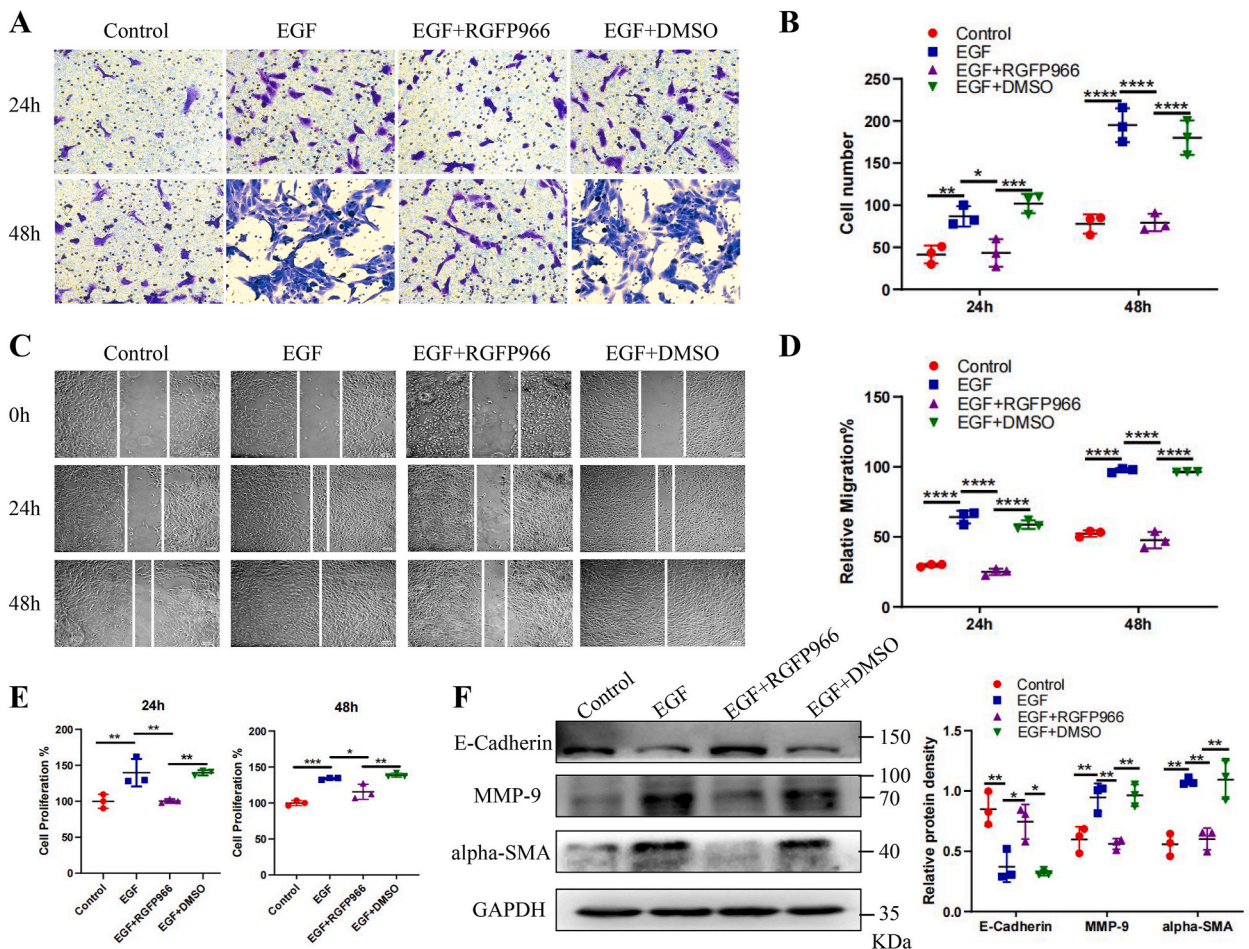 A
Control
EGF
EGF+RGFP966
EGF+DMSO
24h
48h
B
Control
EGF
EGF+RGFP966
EGF+DMSO
Cell number
250
200
150
100
50
0
**
*
***
****
****
****
24h
48h
C
Control
EGF
EGF+RGFP966
EGF+DMSO
0h
24h
48h
D
Control
EGF
EGF+RGFP966
EGF+DMSO
Relative Migration%
150
100
50
0
****
****
****
****
****
****
24h
48h
E
24h
Cell Proliferation %
200
150
100
50
0
**
**
**
Control
EGF
EGF+RGFP966
EGF+DMSO
48h
Cell Proliferation %
200
150
100
50
0
***
*
**
Control
EGF
EGF+RGFP966
EGF+DMSO
F
Control
EGF
EGF+RGFP966
EGF+DMSO
E-Cadherin
150
MMP-9
100
70
alpha-SMA
40
GAPDH
35
KDa
Control
EGF
EGF+RGFP966
EGF+DMSO
Relative protein density
1.5
1.0
0.5
0.0
**
*
*
**
**
**
**
**
**
E-Cadherin
MMP-9
alpha-SMA